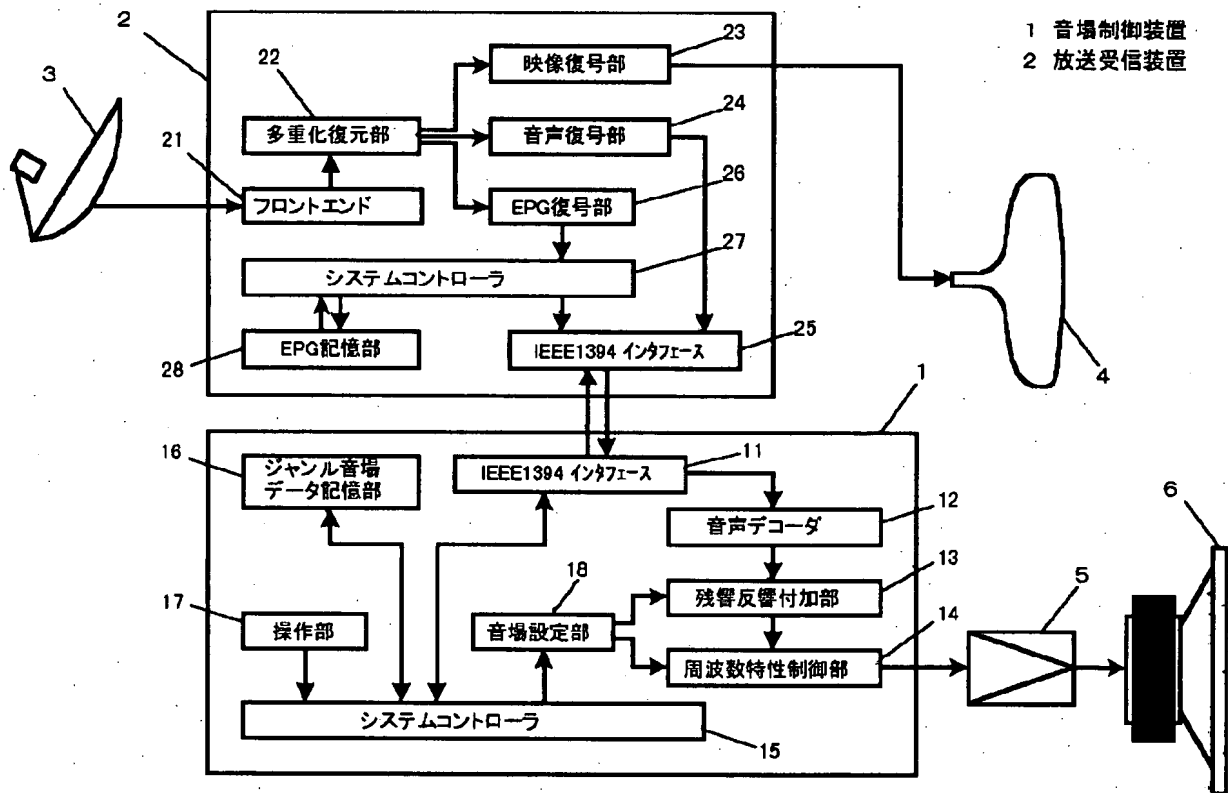 1 音場制御装置
2 放送受信装置
2
3
21
22
多重化復元部
フロントエンド
映像復号部
23
音声復号部
24
EPG復号部
26
システムコントローラ
27
EPG記憶部
28
IEEE1394 インタフェース
25
4
1
16
ジャンル音場
データ記憶部
IEEE1394 インタフェース
11
音声デコーダ
12
残響反響付加部
13
18
音場設定部
周波数特性制御部
14
17
操作部
システムコントローラ
15
5
6